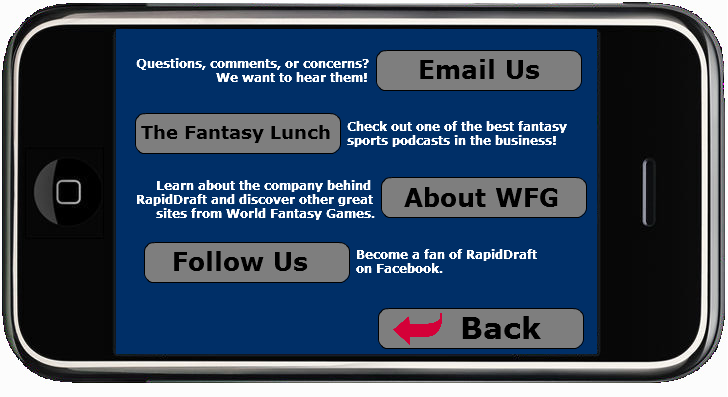 Questions, comments, or concerns?
We want to hear them!
Email Us
The Fantasy Lunch
Check out one of the best fantasy
sports podcasts in the business!
Learn about the company behind
RapidDraft and discover other great
sites from World Fantasy Games.
About WFG
Follow Us
Become a fan of RapidDraft
on Facebook.
Back